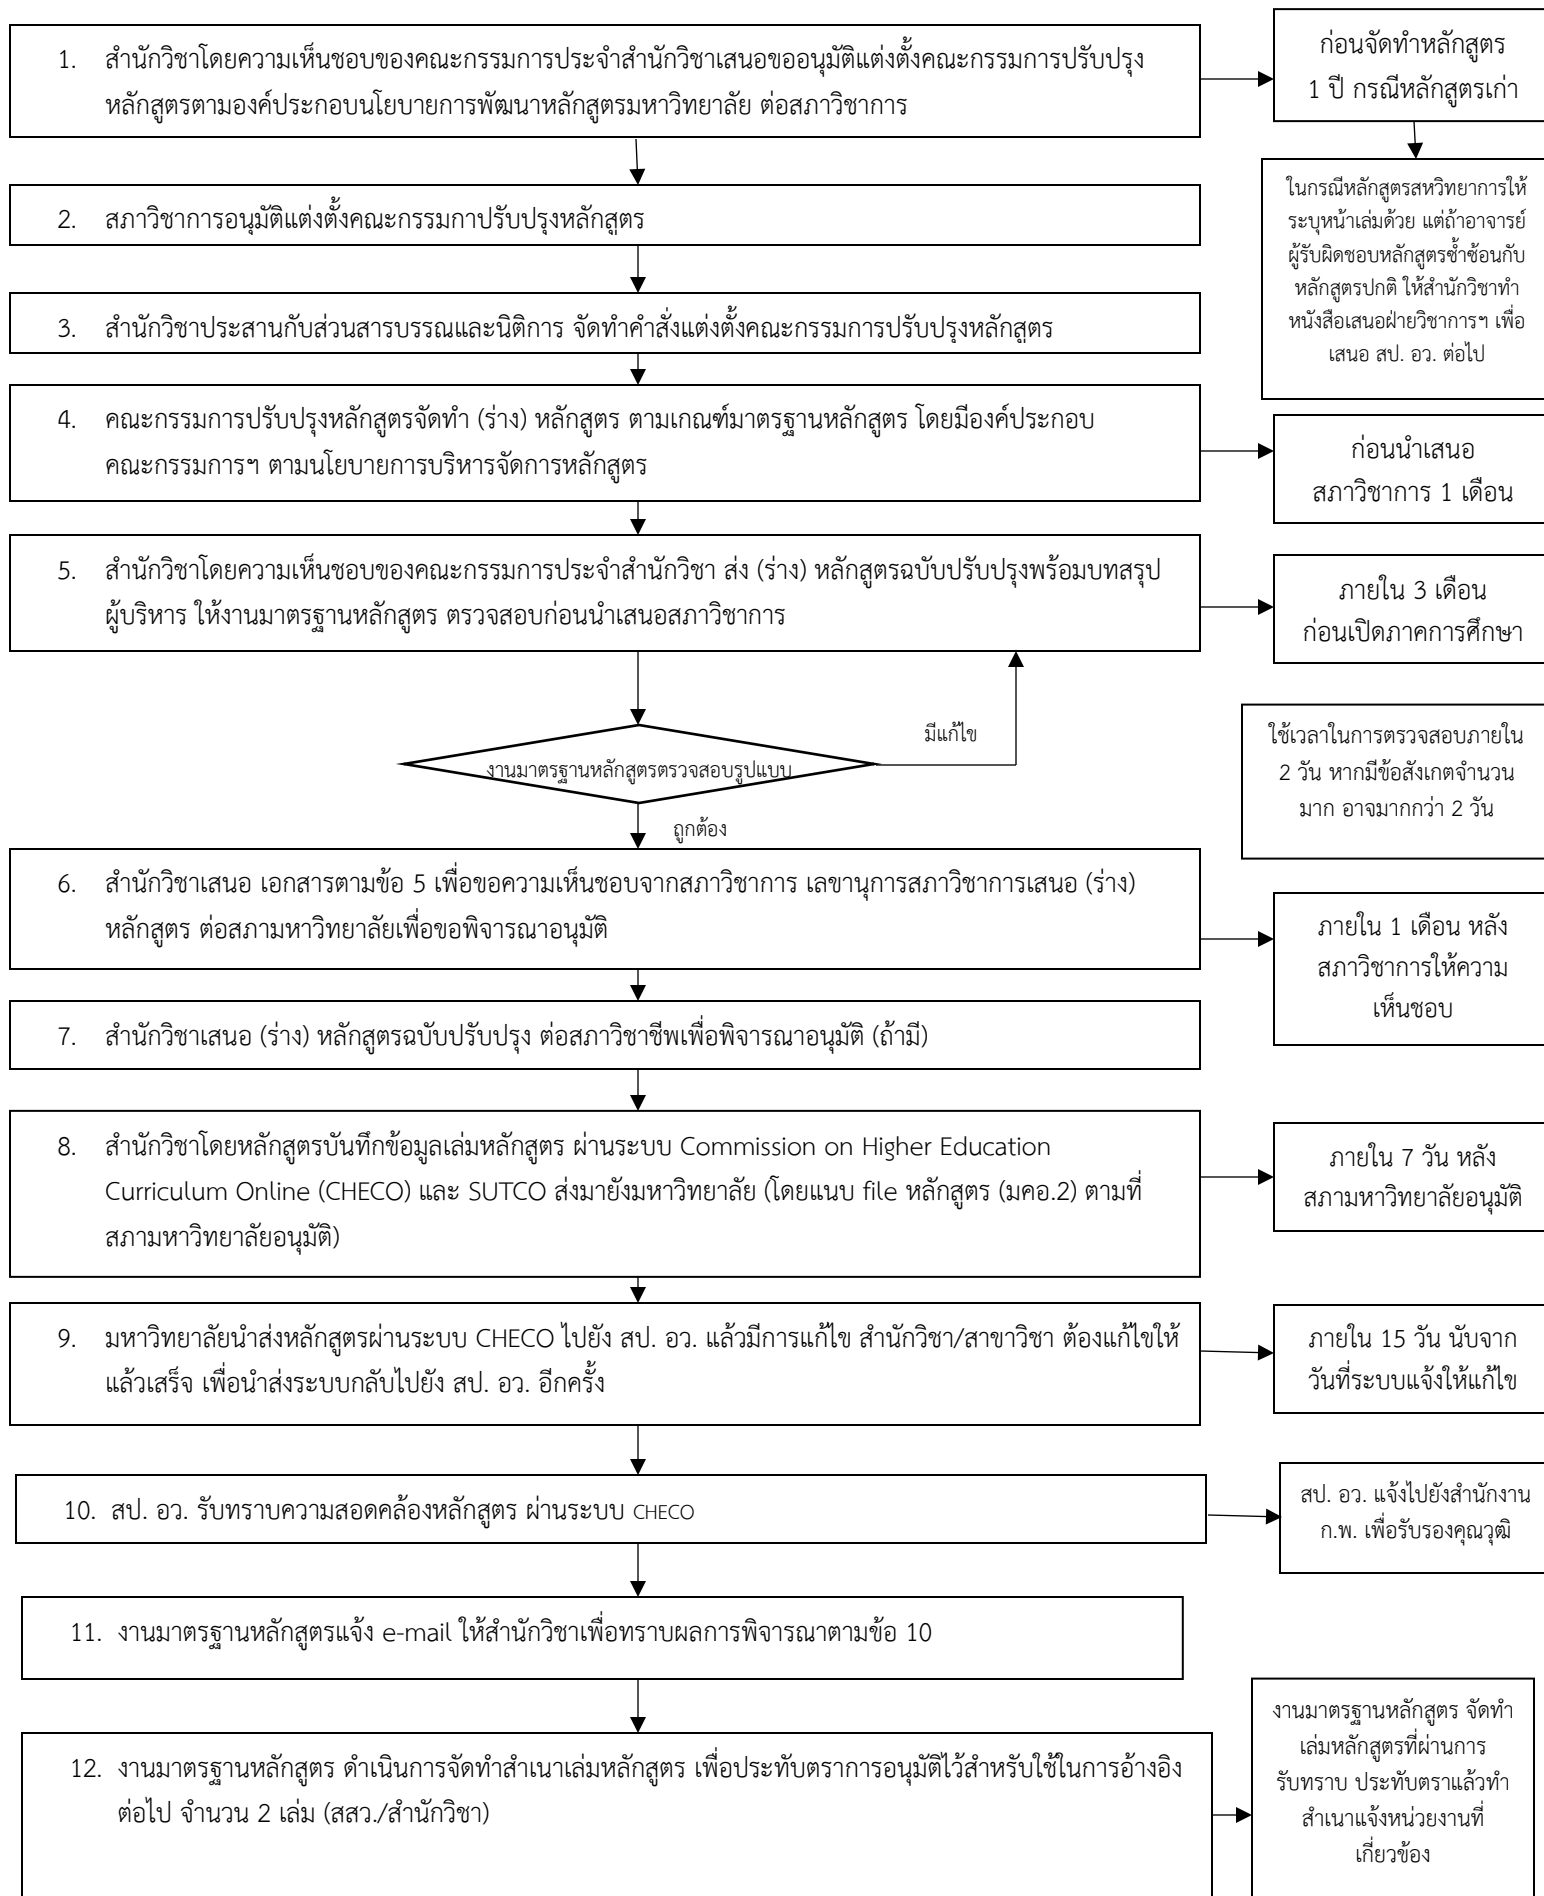 1. สำนักวิชาโดยความเห็นชอบของคณะกรรมการประจำสำนักวิชาเสนอขออนุมัติแต่งตั้งคณะกรรมการปรับปรุง
หลักสูตรตามองค์ประกอบนโยบายการพัฒนาหลักสูตรมหาวิทยาลัย ต่อสภาวิชาการ
ก่อนจัดทำหลักสูตร
1 ปี กรณีหลักสูตรเก่า
ในกรณีหลักสูตรสหวิทยาการให้
ระบุหน้าเล่มด้วย แต่ถ้าอาจารย์
ผู้รับผิดชอบหลักสูตรซ้ำซ้อนกับ
หลักสูตรปกติ ให้สำนักวิชาทำ
หนังสือเสนอฝ่ายวิชาการฯ เพื่อ
เสนอ สป. อว. ต่อไป
2. สภาวิชาการอนุมัติแต่งตั้งคณะกรรมกาปรับปรุงหลักสูตร
3. สำนักวิชาประสานกับส่วนสารบรรณและนิติการ จัดทำคำสั่งแต่งตั้งคณะกรรมการปรับปรุงหลักสูตร
4. คณะกรรมการปรับปรุงหลักสูตรจัดทำ (ร่าง) หลักสูตร ตามเกณฑ์มาตรฐานหลักสูตร โดยมีองค์ประกอบ
คณะกรรมการฯ ตามนโยบายการบริหารจัดการหลักสูตร
ก่อนนำเสนอ
สภาวิชาการ 1 เดือน
5. สำนักวิชาโดยความเห็นชอบของคณะกรรมการประจำสำนักวิชา ส่ง (ร่าง) หลักสูตรฉบับปรับปรุงพร้อมบทสรุป
ผู้บริหาร ให้งานมาตรฐานหลักสูตร ตรวจสอบก่อนนำเสนอสภาวิชาการ
ภายใน 3 เดือน
ก่อนเปิดภาคการศึกษา
มีแก้ไข
งานมาตรฐานหลักสูตรตรวจสอบรูปแบบ
ถูกต้อง
ใช้เวลาในการตรวจสอบภายใน
2 วัน หากมีข้อสังเกตจำนวน
มาก อาจมากกว่า 2 วัน
6. สำนักวิชาเสนอ เอกสารตามข้อ 5 เพื่อขอความเห็นชอบจากสภาวิชาการ เลขานุการสภาวิชาการเสนอ (ร่าง)
หลักสูตร ต่อสภามหาวิทยาลัยเพื่อขอพิจารณาอนุมัติ
ภายใน 1 เดือน หลัง
สภาวิชาการให้ความ
เห็นชอบ
7. สำนักวิชาเสนอ (ร่าง) หลักสูตรฉบับปรับปรุง ต่อสภาวิชาชีพเพื่อพิจารณาอนุมัติ (ถ้ามี)
8. สำนักวิชาโดยหลักสูตรบันทึกข้อมูลเล่มหลักสูตร ผ่านระบบ Commission on Higher Education
Curriculum Online (CHECO) และ SUTCO ส่งมายังมหาวิทยาลัย (โดยแนบ file หลักสูตร (มคอ.2) ตามที่
สภามหาวิทยาลัยอนุมัติ)
ภายใน 7 วัน หลัง
สภามหาวิทยาลัยอนุมัติ
9. มหาวิทยาลัยนำส่งหลักสูตรผ่านระบบ CHECO ไปยัง สป. อว. แล้วมีการแก้ไข สำนักวิชา/สาขาวิชา ต้องแก้ไขให้
แล้วเสร็จ เพื่อนำส่งระบบกลับไปยัง สป. อว. อีกครั้ง
ภายใน 15 วัน นับจาก
วันที่ระบบแจ้งให้แก้ไข
10. สป. อว. รับทราบความสอดคล้องหลักสูตร ผ่านระบบ CHECO
สป. อว. แจ้งไปยังสำนักงาน
ก.พ. เพื่อรับรองคุณวุฒิ
11. งานมาตรฐานหลักสูตรแจ้ง e-mail ให้สำนักวิชาเพื่อทราบผลการพิจารณาตามข้อ 10
12. งานมาตรฐานหลักสูตร ดำเนินการจัดทำสำเนาเล่มหลักสูตร เพื่อประทับตราการอนุมัติไว้สำหรับใช้ในการอ้างอิง
ต่อไป จำนวน 2 เล่ม (สสว./สำนักวิชา)
งานมาตรฐานหลักสูตร จัดทำ
เล่มหลักสูตรที่ผ่านการ
รับทราบ ประทับตราแล้วทำ
สำเนาแจ้งหน่วยงานที่
เกี่ยวข้อง